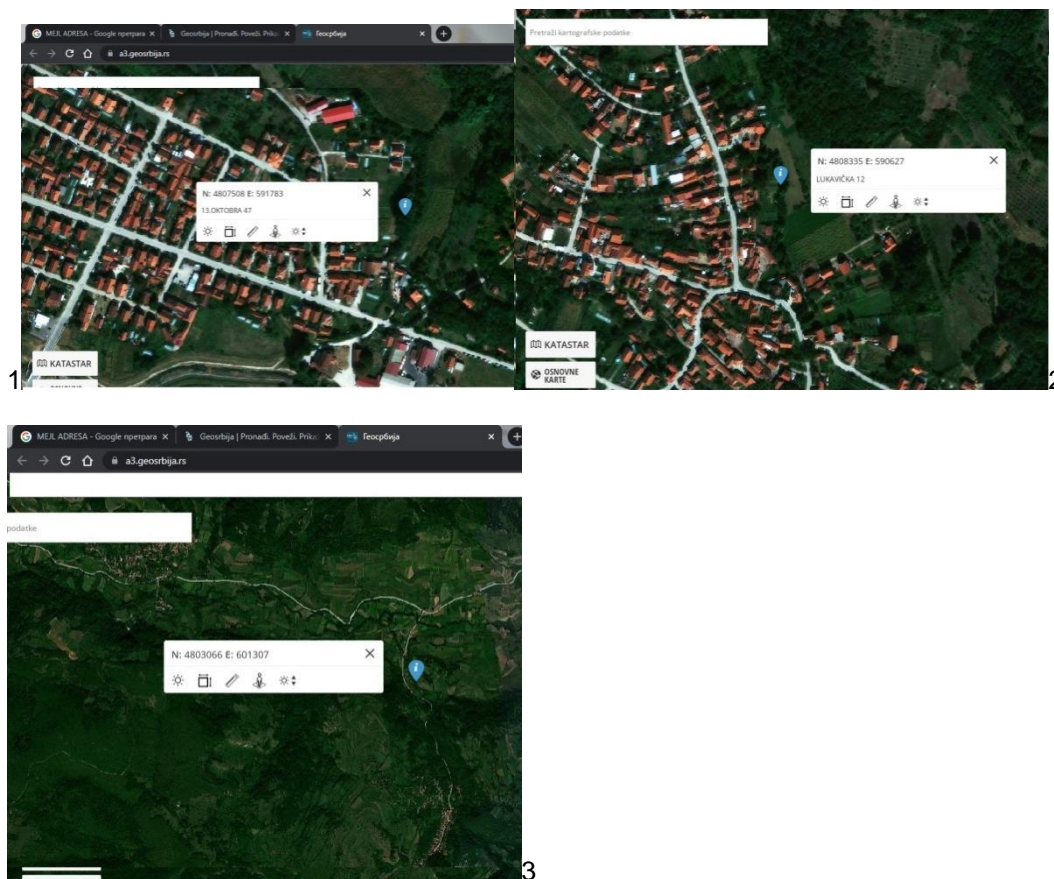 MEJL ADRESA - Google претрага
Geosrbija | Pronađi. Poveži. Prika
Геосрбија
a3.geosrbija.rs
N: 4807508 E: 591783
13.OKTOBRA 47
KATASTAR
1
Pretraži kartografske podatke
N: 4808335 E: 590627
LUKAVIČKA 12
KATASTAR
OSNOVNE
KARTE
2
MEJL ADRESA - Google претрага
Geosrbija | Pronađi. Poveži. Prika
Геосрбија
a3.geosrbija.rs
podatke
N: 4803066 E: 601307
3